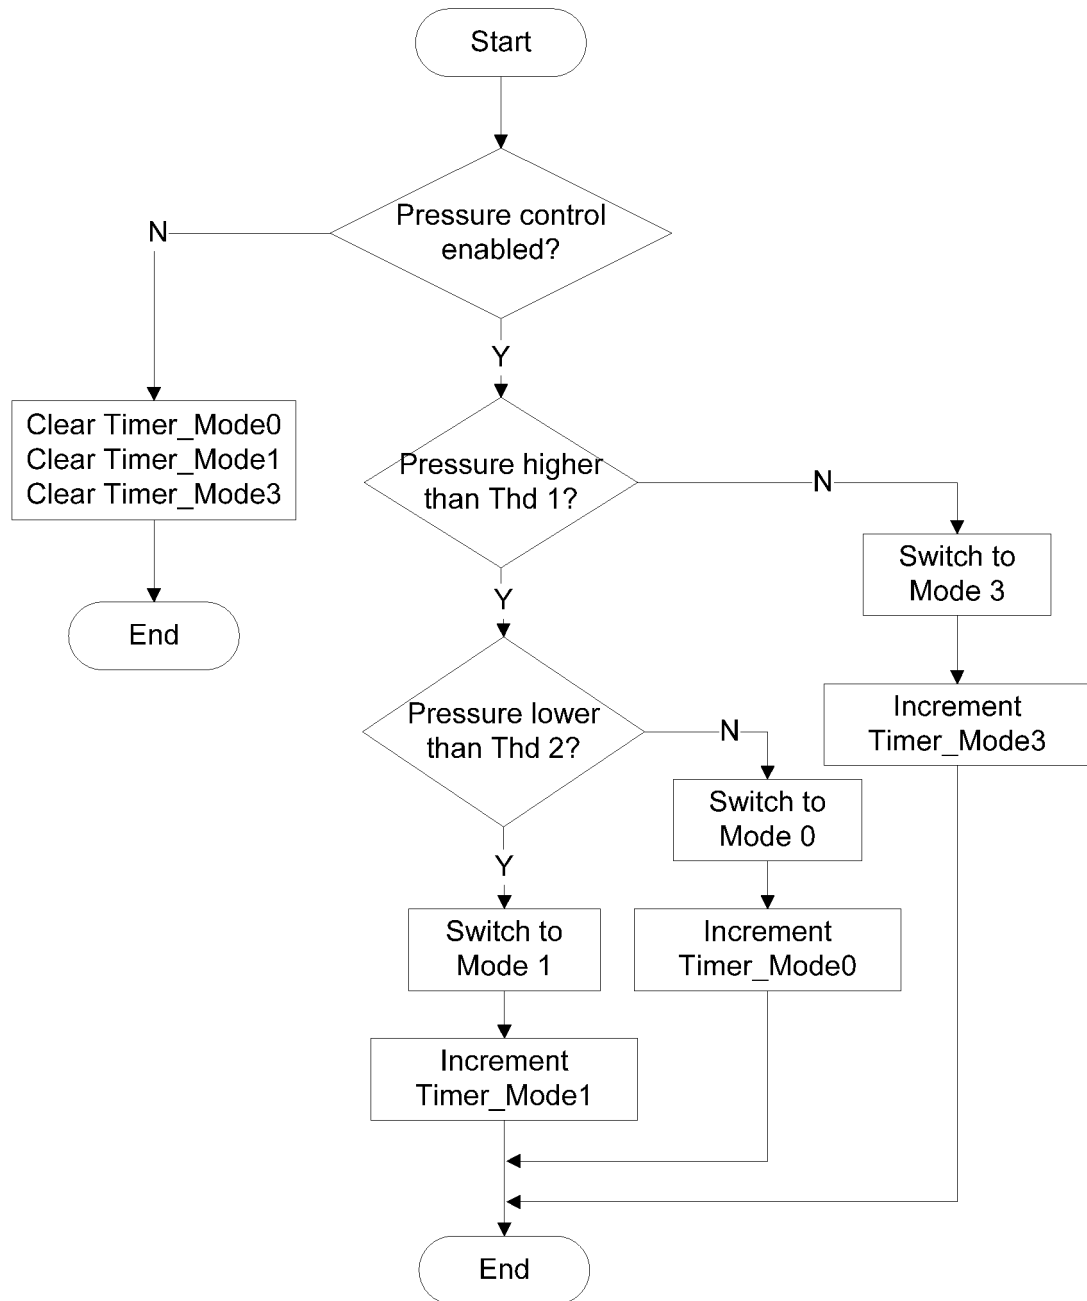 Start
Pressure control
enabled?
N
Y
Clear Timer_Mode0
Clear Timer_Mode1
Clear Timer_Mode3
End
Pressure higher
than Thd 1?
N
Y
Switch to
Mode 3
Increment
Timer_Mode3
Pressure lower
than Thd 2?
N
Y
Switch to
Mode 0
Increment
Timer_Mode0
Switch to
Mode 1
Increment
Timer_Mode1
End